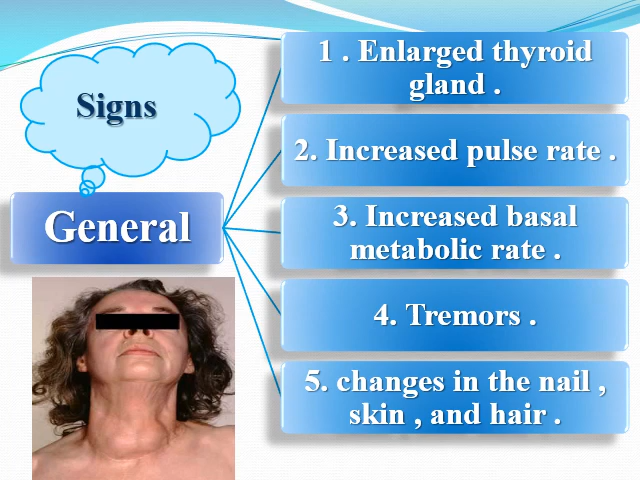 Signs
General
1 . Enlarged thyroid
gland .
2. Increased pulse rate .
3. Increased basal
metabolic rate .
4. Tremors .
5. changes in the nail ,
skin , and hair .